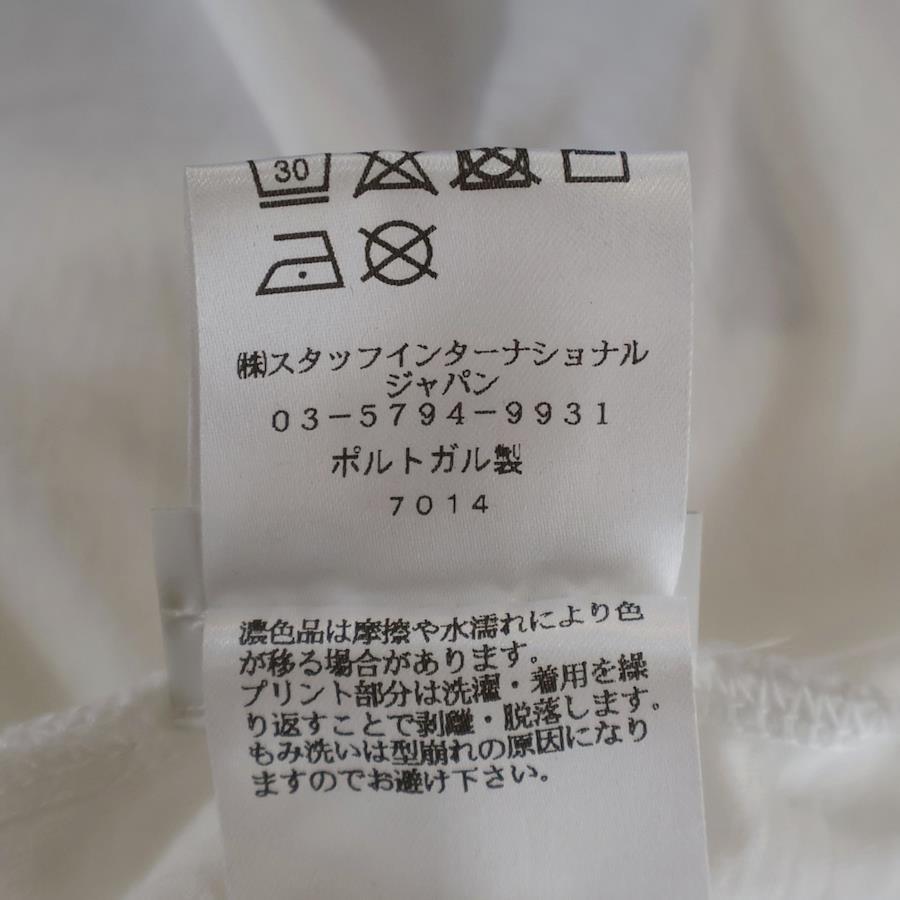 30
㈱スタッフインターナショナル
ジャパン
03-5794-9931
ポルトガル製
7014
濃色品は摩擦や水濡れにより色
が移る場合があります。
プリント部分は洗濯・着用を繰
り返すことで剥離・脱落します。
もみ洗いは型崩れの原因になり
ますのでお避け下さい。